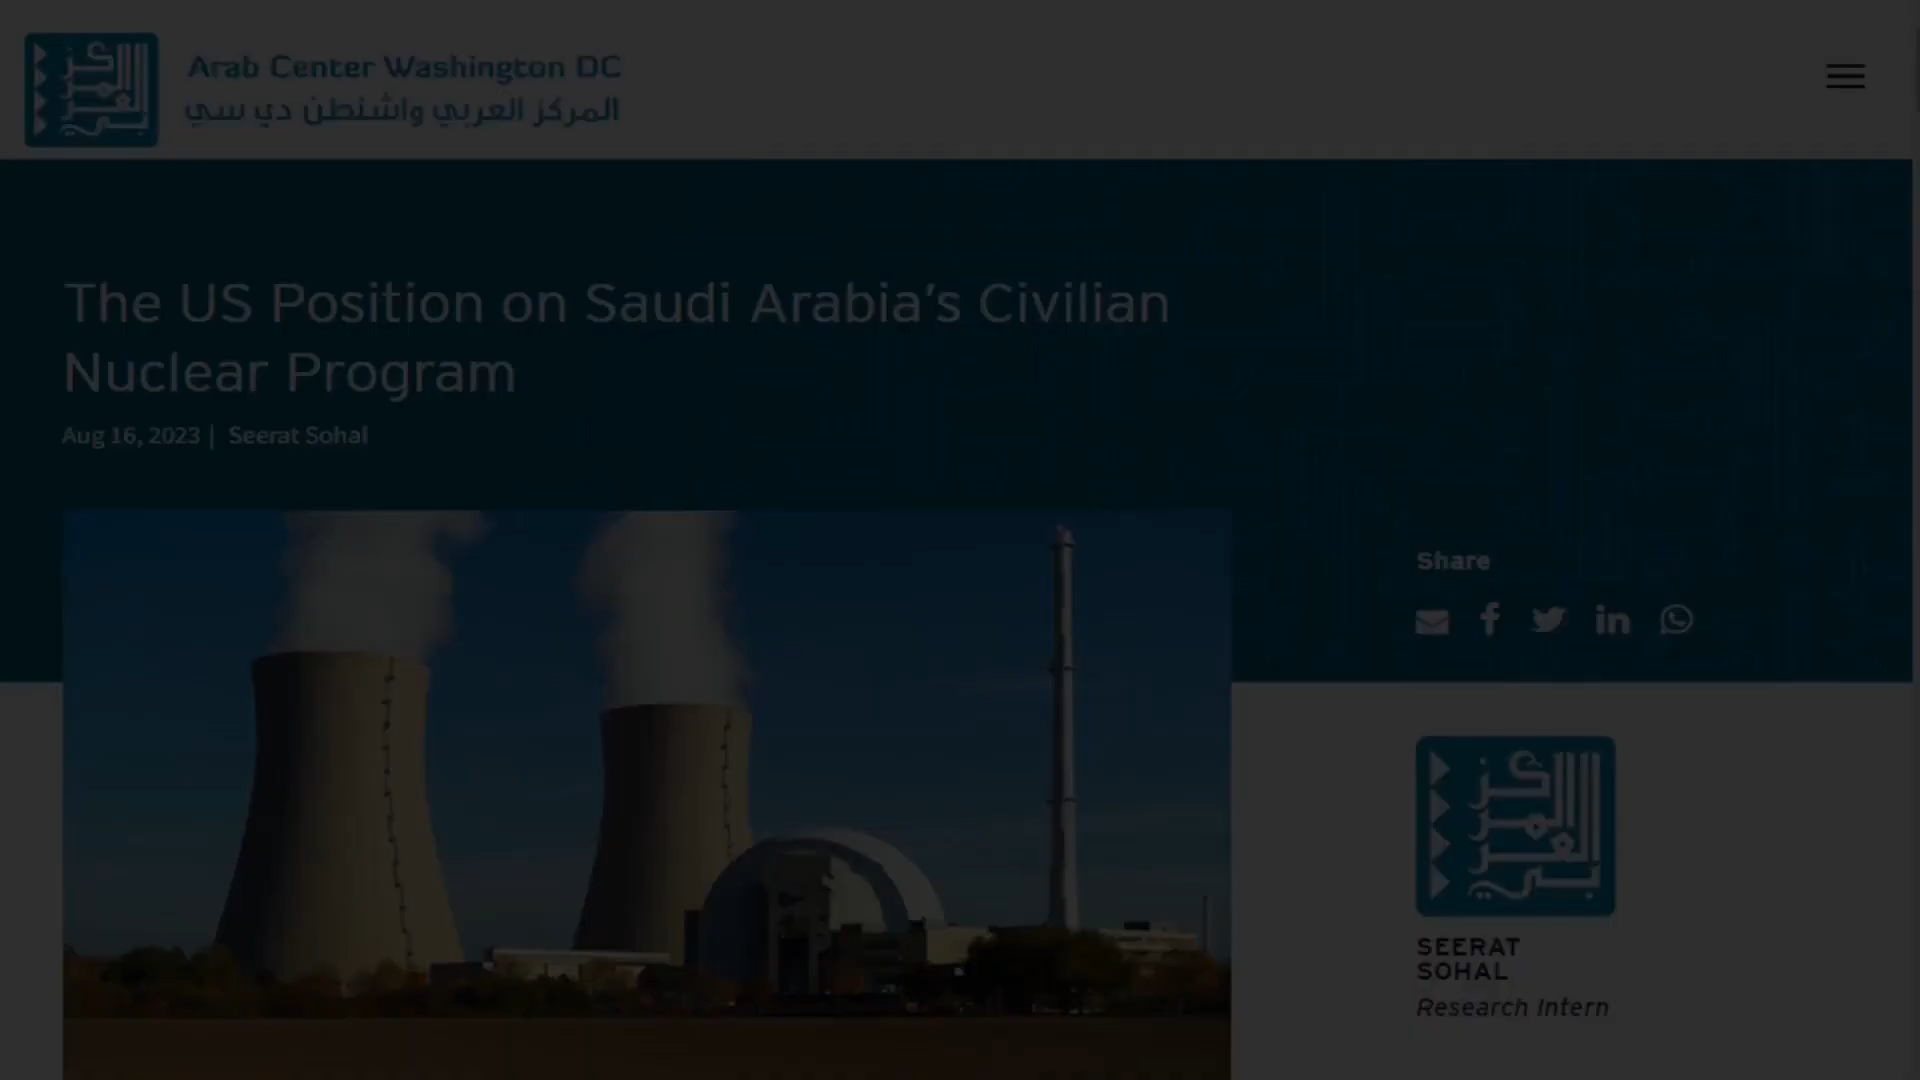 Arab Center Washington DC
المركز العربي واشنطن دي سي
The US Position on Saudi Arabia’s Civilian
Nuclear Program
Aug 16, 2023 | Seerat Sohal
Share
SEERAT
SOHAL
Research Intern